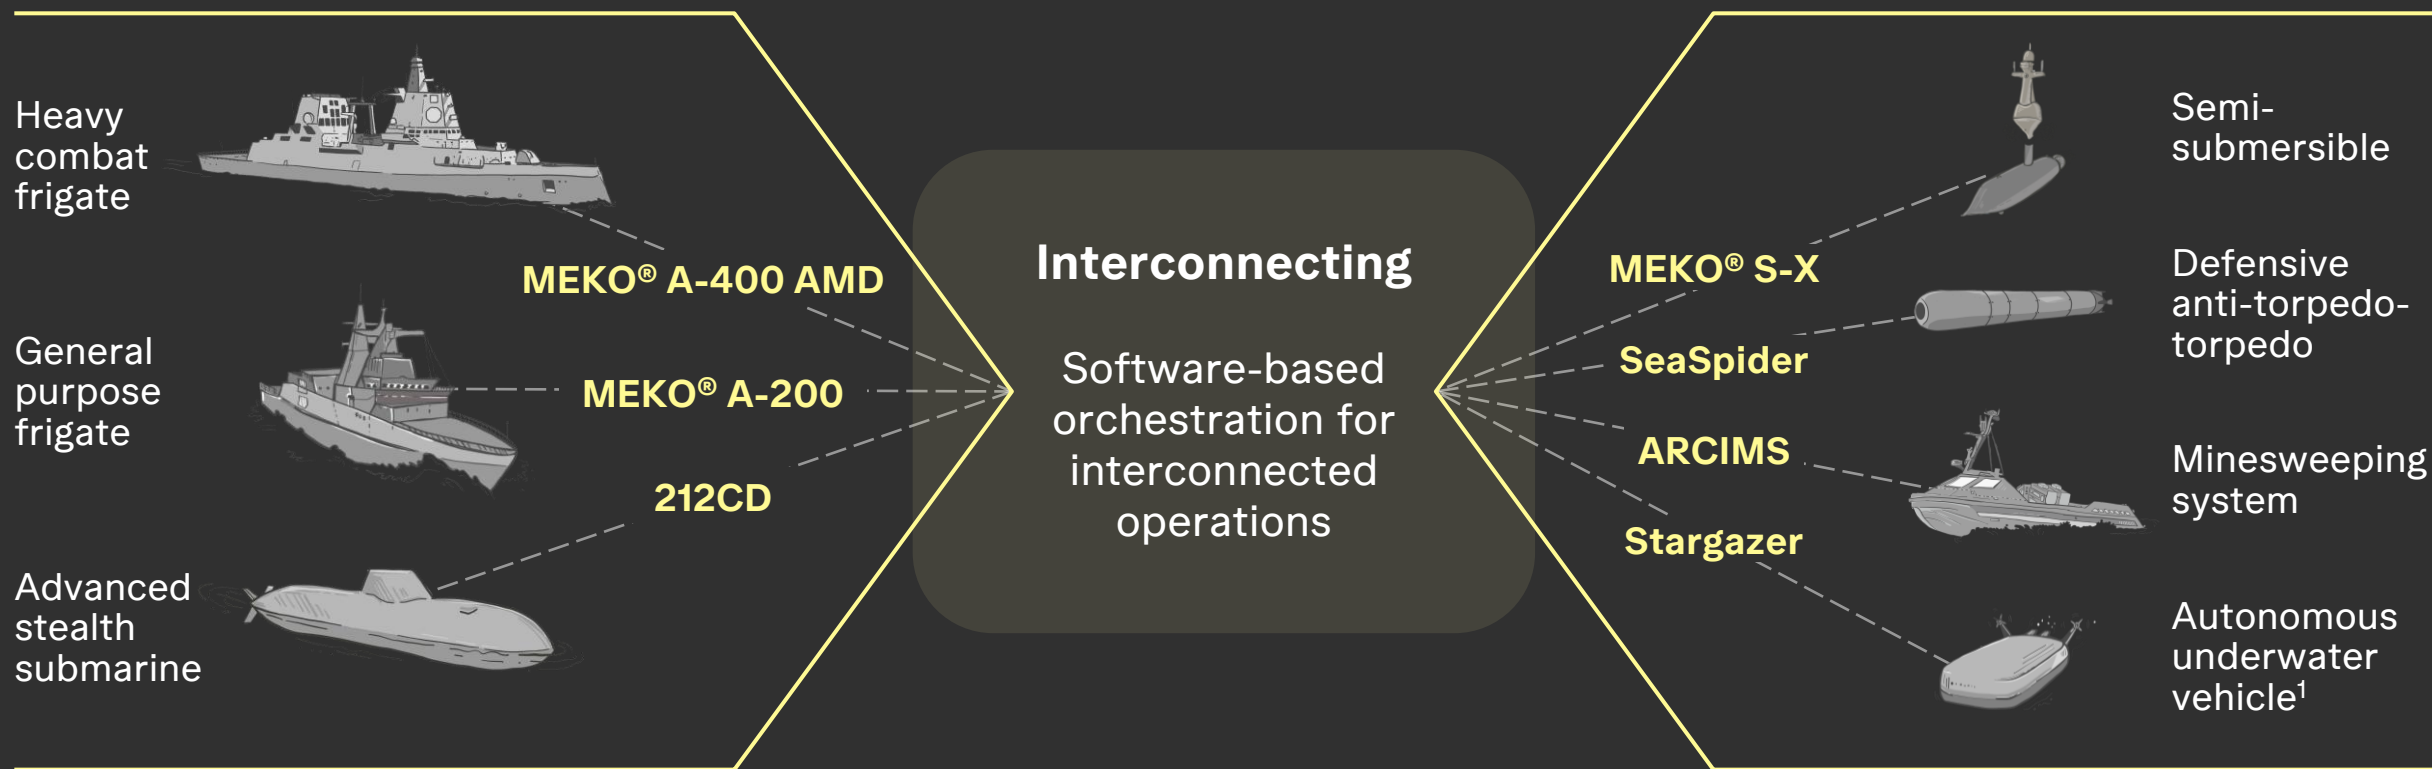 Heavy
combat
frigate
MEKO® A-400 AMD
General
purpose
frigate
MEKO® A-200
212CD
Advanced
stealth
submarine
Interconnecting
Software-based
orchestration for
interconnected
operations
Semi-
submersible
MEKO® S-X
Defensive
anti-torpedo-
torpedo
SeaSpider
ARCIMS
Minesweeping
system
Stargazer
Autonomous
underwater
vehicle¹